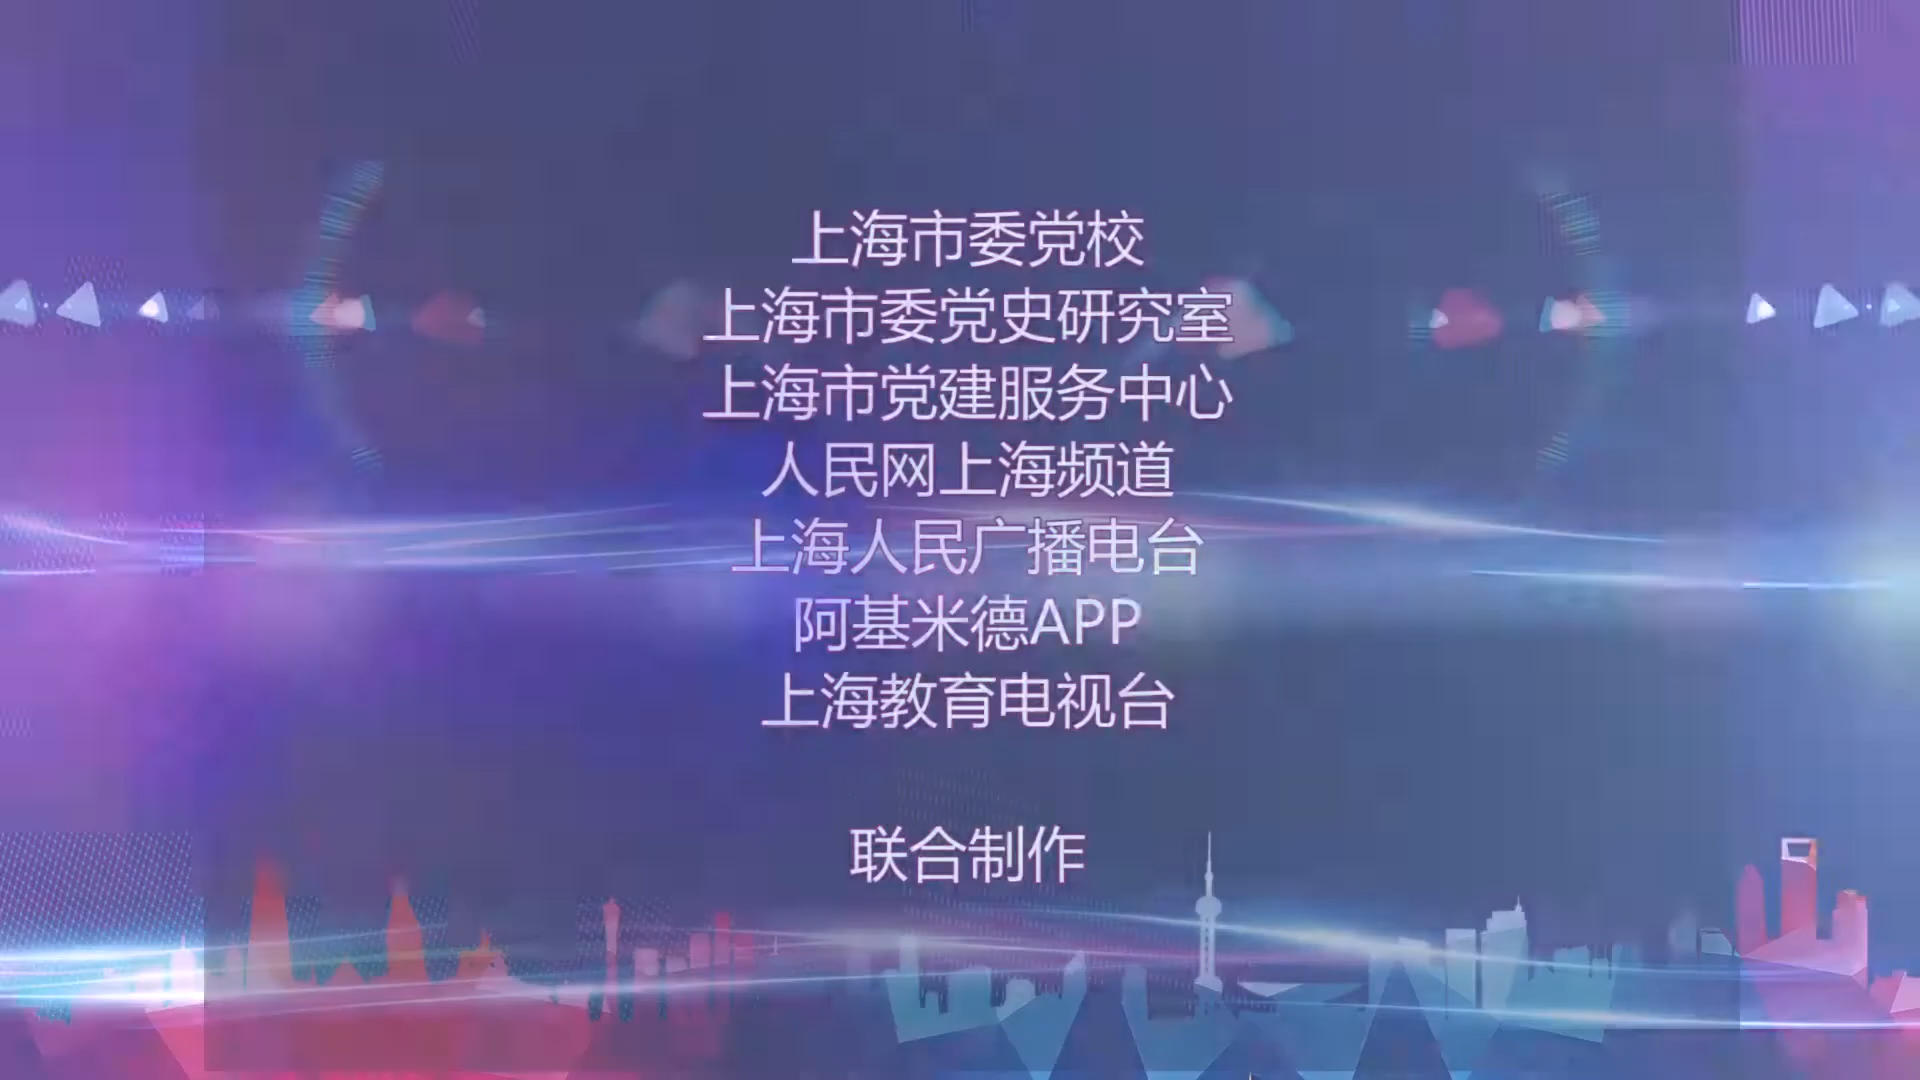 上海市委党校
上海市委党史研究室
上海市党建服务中心
人民网上海频道
上海人民广播电台
阿基米德APP
上海教育电视台
联合制作